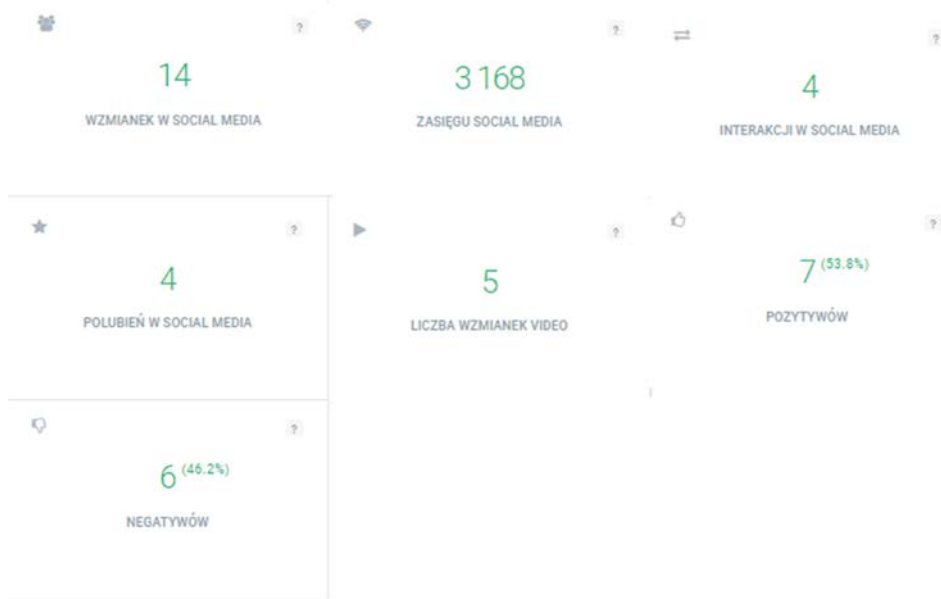 ?
14
WZMIANEK W SOCIAL MEDIA
?
3 168
ZASIĘGU SOCIAL MEDIA
?
4
INTERAKCJI W SOCIAL MEDIA
?
4
POLUBIEŃ W SOCIAL MEDIA
?
5
LICZBA WZMIANEK VIDEO
?
7 (53.8%)
POZYTYWÓW
?
6 (46.2%)
NEGATYWÓW